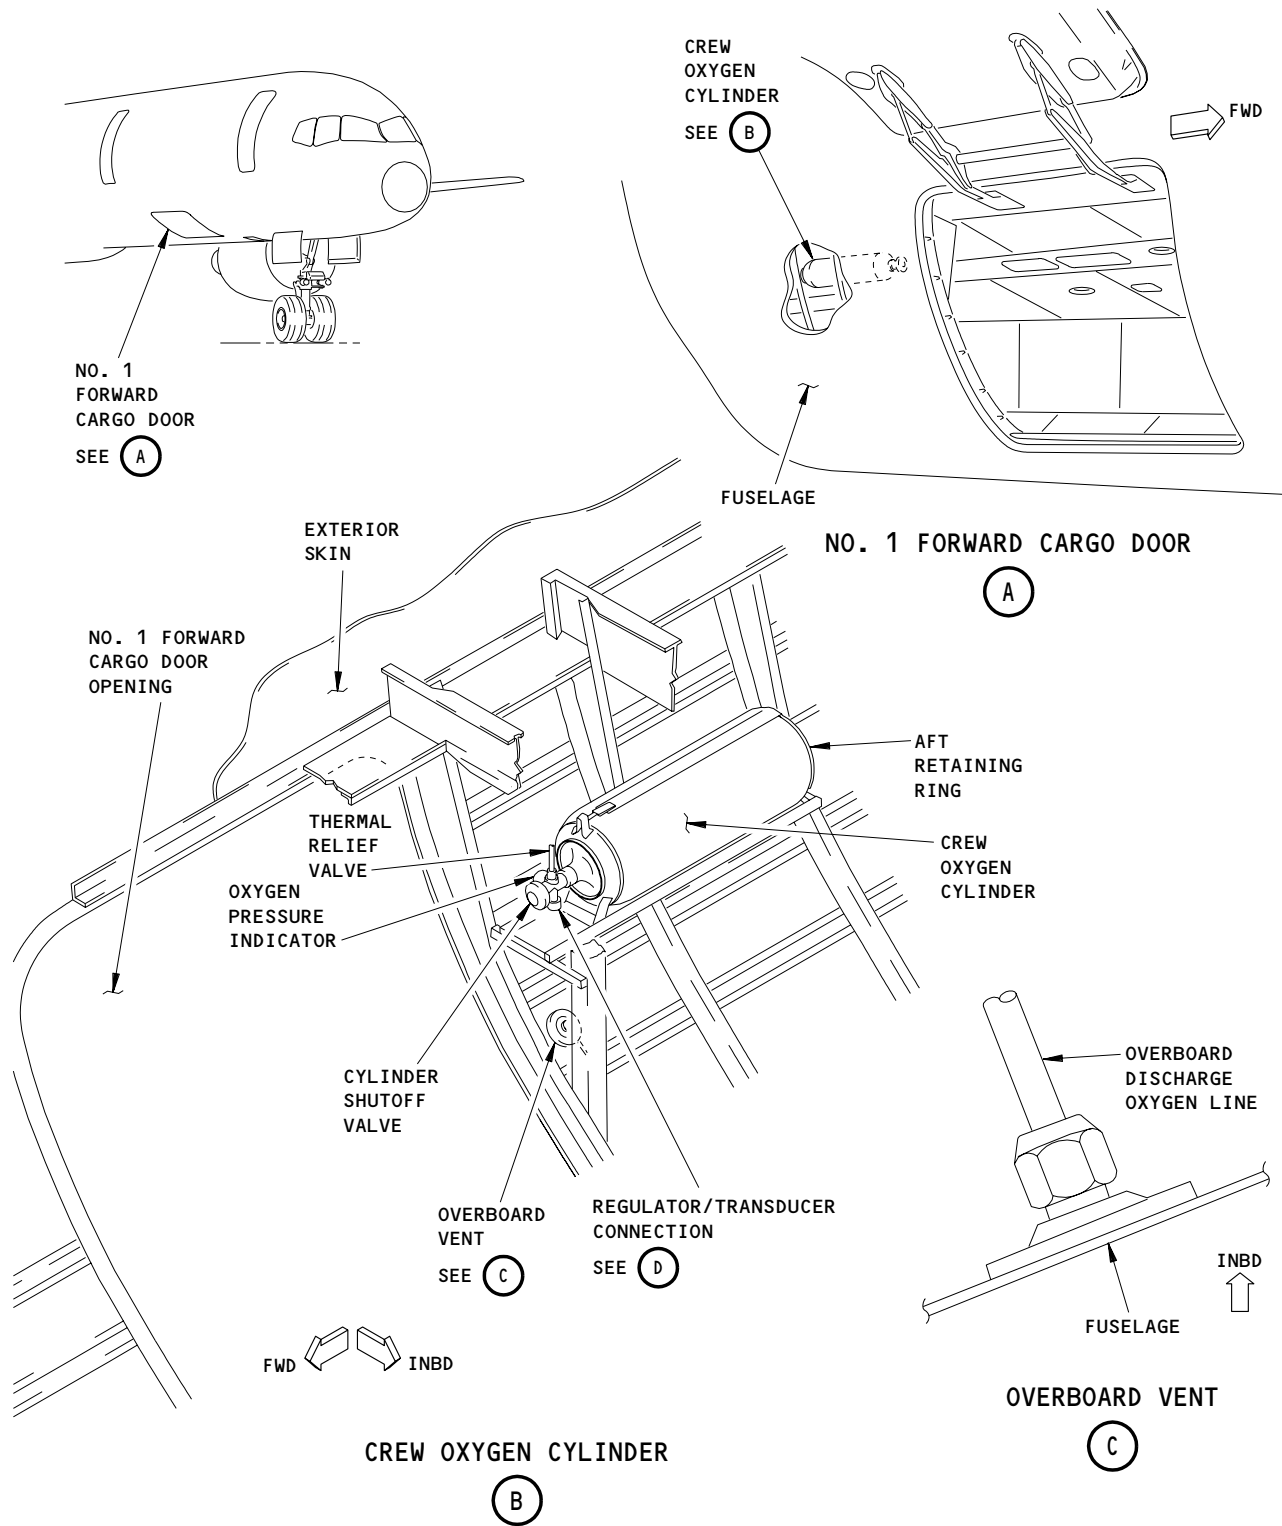 CREW
OXYGEN
CYLINDER
SEE B
FWD
NO. 1
FORWARD
CARGO DOOR
SEE A
FUSELAGE
NO. 1 FORWARD CARGO DOOR
A
EXTERIOR
SKIN
NO. 1 FORWARD
CARGO DOOR
OPENING
AFT
RETAINING
RING
THERMAL
RELIEF
VALVE
CREW
OXYGEN
CYLINDER
OXYGEN
PRESSURE
INDICATOR
CYLINDER
SHUTOFF
VALVE
OVERBOARD
VENT
SEE C
REGULATOR/TRANSDUCER
CONNECTION
SEE D
FWD
INBD
CREW OXYGEN CYLINDER
B
OVERBOARD
DISCHARGE
OXYGEN LINE
INBD
FUSELAGE
OVERBOARD VENT
C